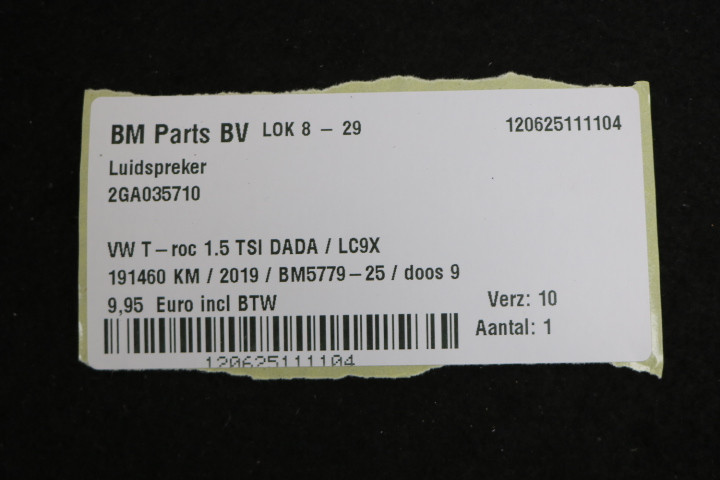 BM Parts BV LOK 8 - 29 120625111104
Luidspreker
2GA035710
VW T-roc 1.5 TSI DADA / LC9X
191460 KM / 2019 / BM5779-25 / doos 9
9,95 Euro incl BTW Verz: 10
Aantal: 1
120625111104